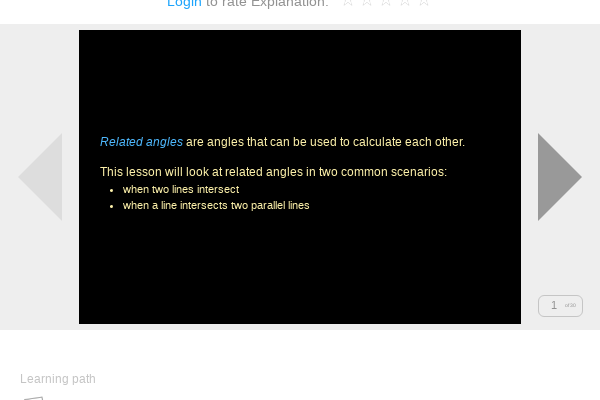 Login to rate Explanation.
Related angles are angles that can be used to calculate each other.
This lesson will look at related angles in two common scenarios:
• when two lines intersect
• when a line intersects two parallel lines
1
Learning path